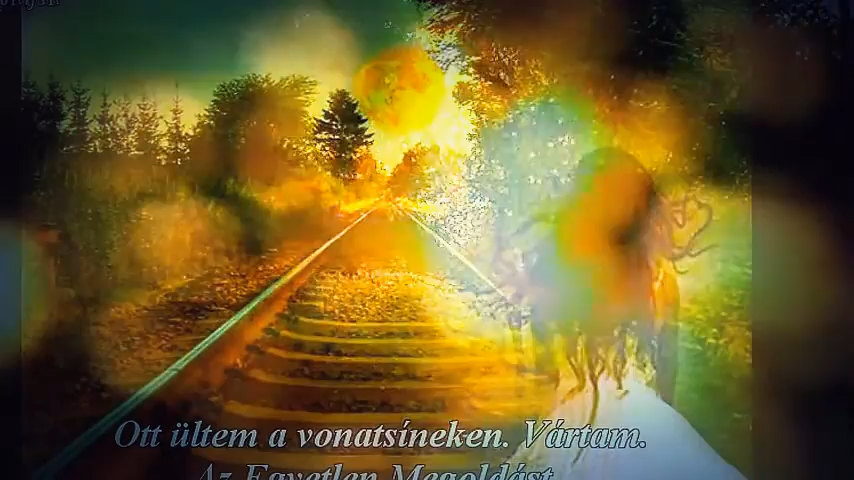 Ott ültem a vonatsíneken. Vártam.
Az Egyetlen Megoldást